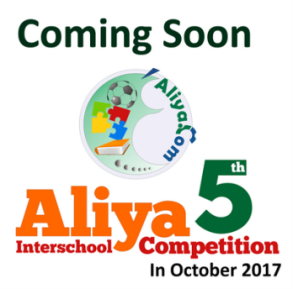 Coming Soon
'Aliya.Com
Aliya 5th
Interschool Competition
In October 2017